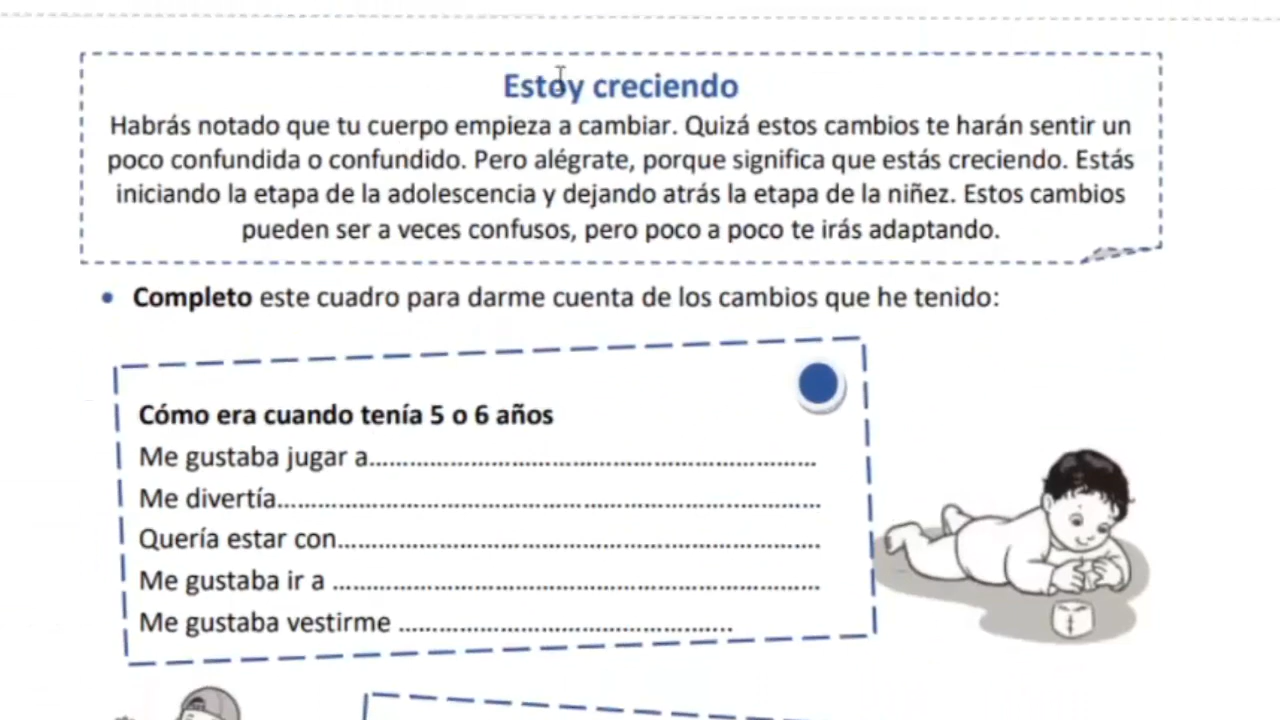 Estoy creciendo
Habrás notado que tu cuerpo empieza a cambiar. Quizá estos cambios te harán sentir un
poco confundida o confundido. Pero alégrate, porque significa que estás creciendo. Estás
iniciando la etapa de la adolescencia y dejando atrás la etapa de la niñez. Estos cambios
pueden ser a veces confusos, pero poco a poco te irás adaptando.
• Completo este cuadro para darme cuenta de los cambios que he tenido:
Cómo era cuando tenía 5 o 6 años
Me gustaba jugar a..................................................................
Me divertía................................................................................
Quería estar con.......................................................................
Me gustaba ir a ........................................................................
Me gustaba vestirme .................................................